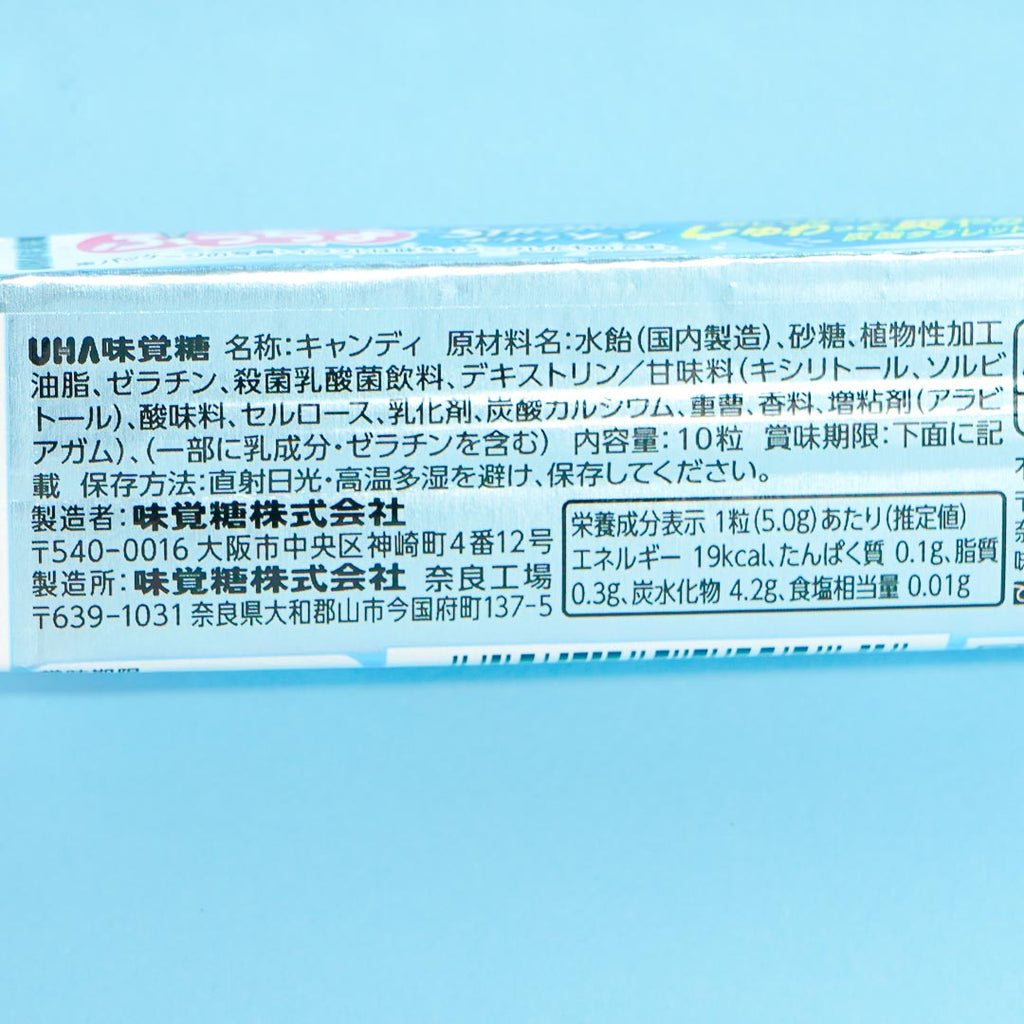 しゅわっと爽やか
UHA味覚糖 名称:キャンディ 原材料名:水飴(国内製造)、砂糖、植物性加工
油脂、ゼラチン、殺菌乳酸菌飲料、デキストリン/甘味料(キシリトール、ソルビ
トール)、酸味料、セルロース、乳化剤、炭酸カルシウム、重曹、香料、増粘剤(アラビ
アガム)、(一部に乳成分・ゼラチンを含む) 内容量:10粒 賞味期限:下面に記
載 保存方法:直射日光・高温多湿を避け、保存してください。
製造者:味覚糖株式会社
〒540-0016 大阪市中央区神崎町4番12号
製造所:味覚糖株式会社 奈良工場
〒639-1031 奈良県大和郡山市今国府町137-5
栄養成分表示 1粒(5.0g)あたり(推定値)
エネルギー 19kcal、たんぱく質 0.1g、脂質
0.3g、炭水化物 4.2g、食塩相当量 0.01g
賞味期限